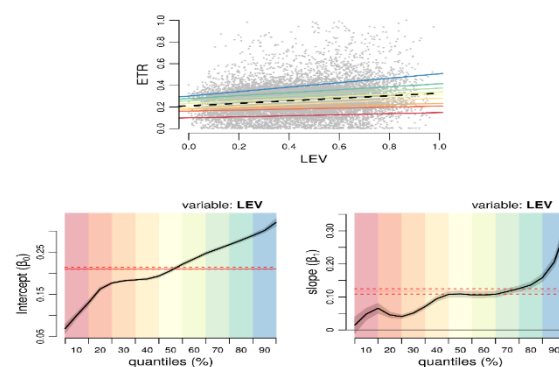 ETR
0.0 0.2 0.4 0.6 0.8 1.0
0.0 0.2 0.4 0.6 0.8 1.0
LEV
variable: LEV
Intercept (β₀)
0.05 0.15 0.25
10 20 30 40 50 60 70 80 90
quantiles (%)
variable: LEV
slope (β₁)
0 0.10 0.20 0.30
10 20 30 40 50 60 70 80 90
quantiles (%)